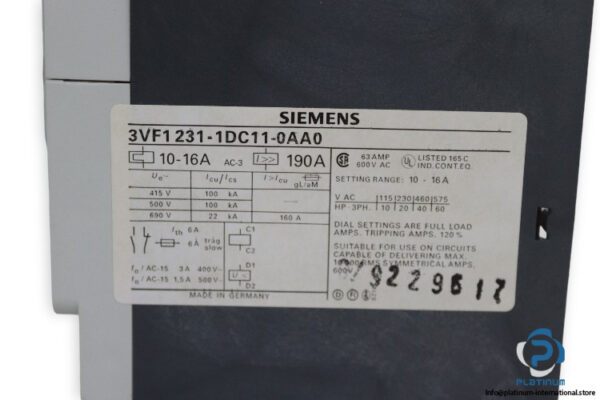 SIEMENS
3VF1231-1DC11-0AA0
10-16A AC-3 I>> 190A
63 AMP
600V AC
LISTED 165C
IND. CONT. EQ.
SETTING RANGE: 10 - 16A
Ue~ Icu/Ics I>Icu gL/aM
415 V 100 kA
500 V 100 kA
690 V 22 kA 160 A
V AC 115 230 460 575
HP 3PH. 10 20 40 60
DIAL SETTINGS ARE FULL LOAD
AMPS, TRIPPING AMPS. 120 %
SUITABLE FOR USE ON CIRCUITS
CAPABLE OF DELIVERING MAX.
RMS SYMMETRICAL AMPS,
600V
Ith 6A
6A träg
slow
C1
C2
Ie/AC-15 3A 400V~
Ie/AC-15 1,5A 500V~
U<
D1
D2
MADE IN GERMANY
PLATINUM
Info@platinum-international.store